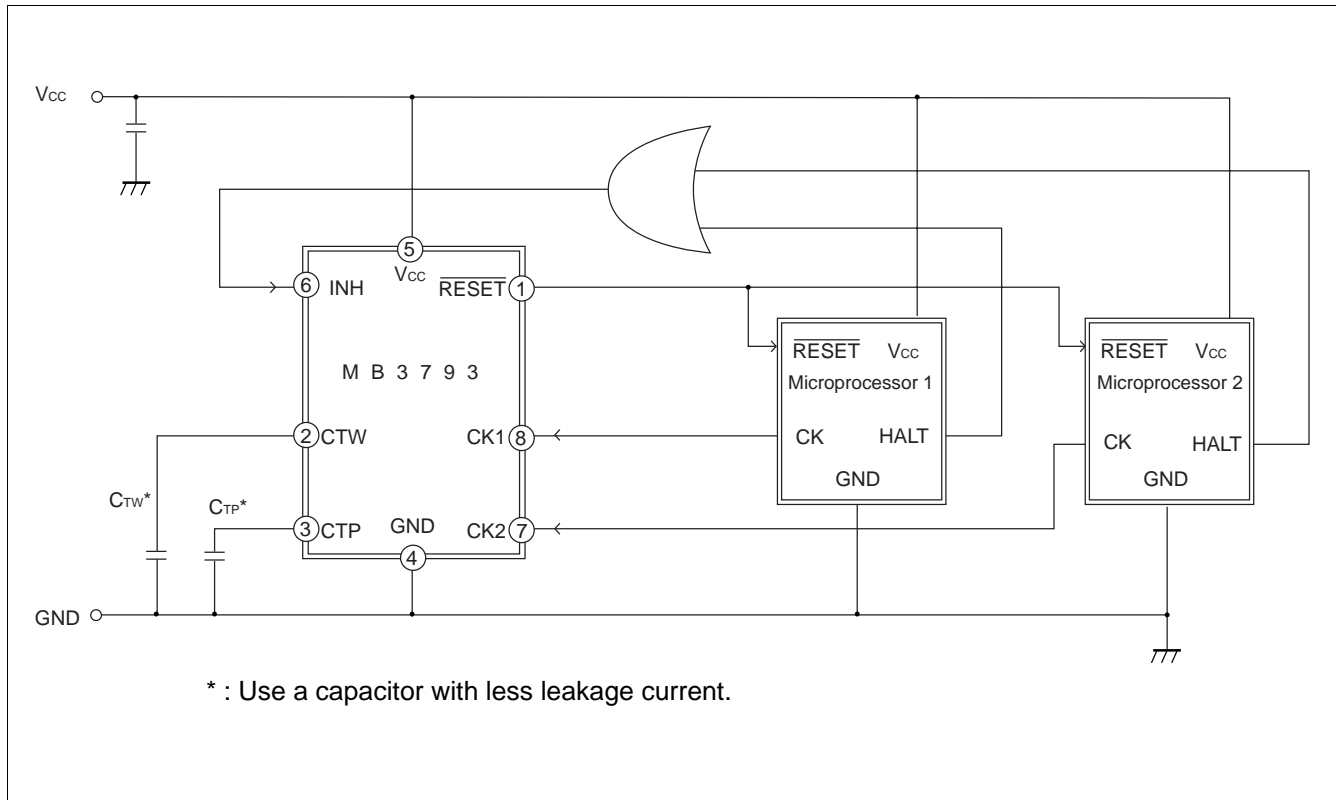 Vcc
5
Vcc
6
INH
RESET
1
M B 3 7 9 3
RESET Vcc
Microprocessor 1
RESET Vcc
Microprocessor 2
2
CTW
CK1
8
CK
HALT
CK
HALT
GND
GND
CTW*
CTP*
3
CTP
GND
CK2
7
4
GND
* : Use a capacitor with less leakage current.